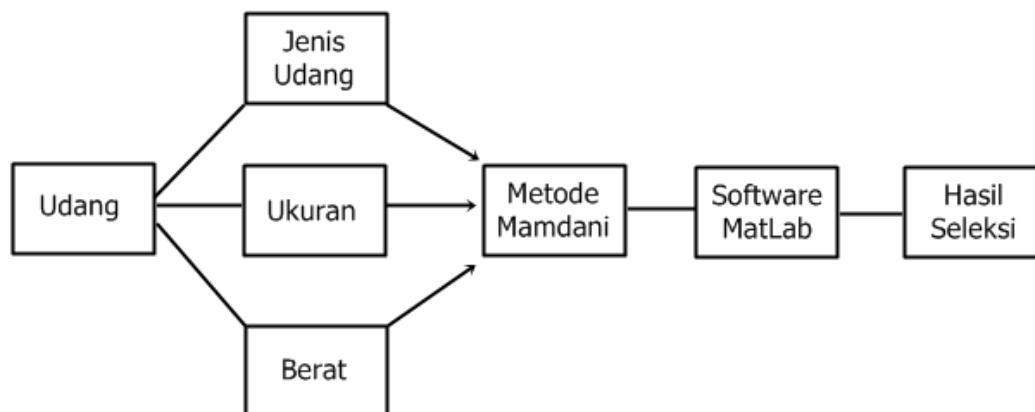 Jenis
Udang
Udang
Ukuran
Berat
Metode
Mamdani
Software
MatLab
Hasil
Seleksi